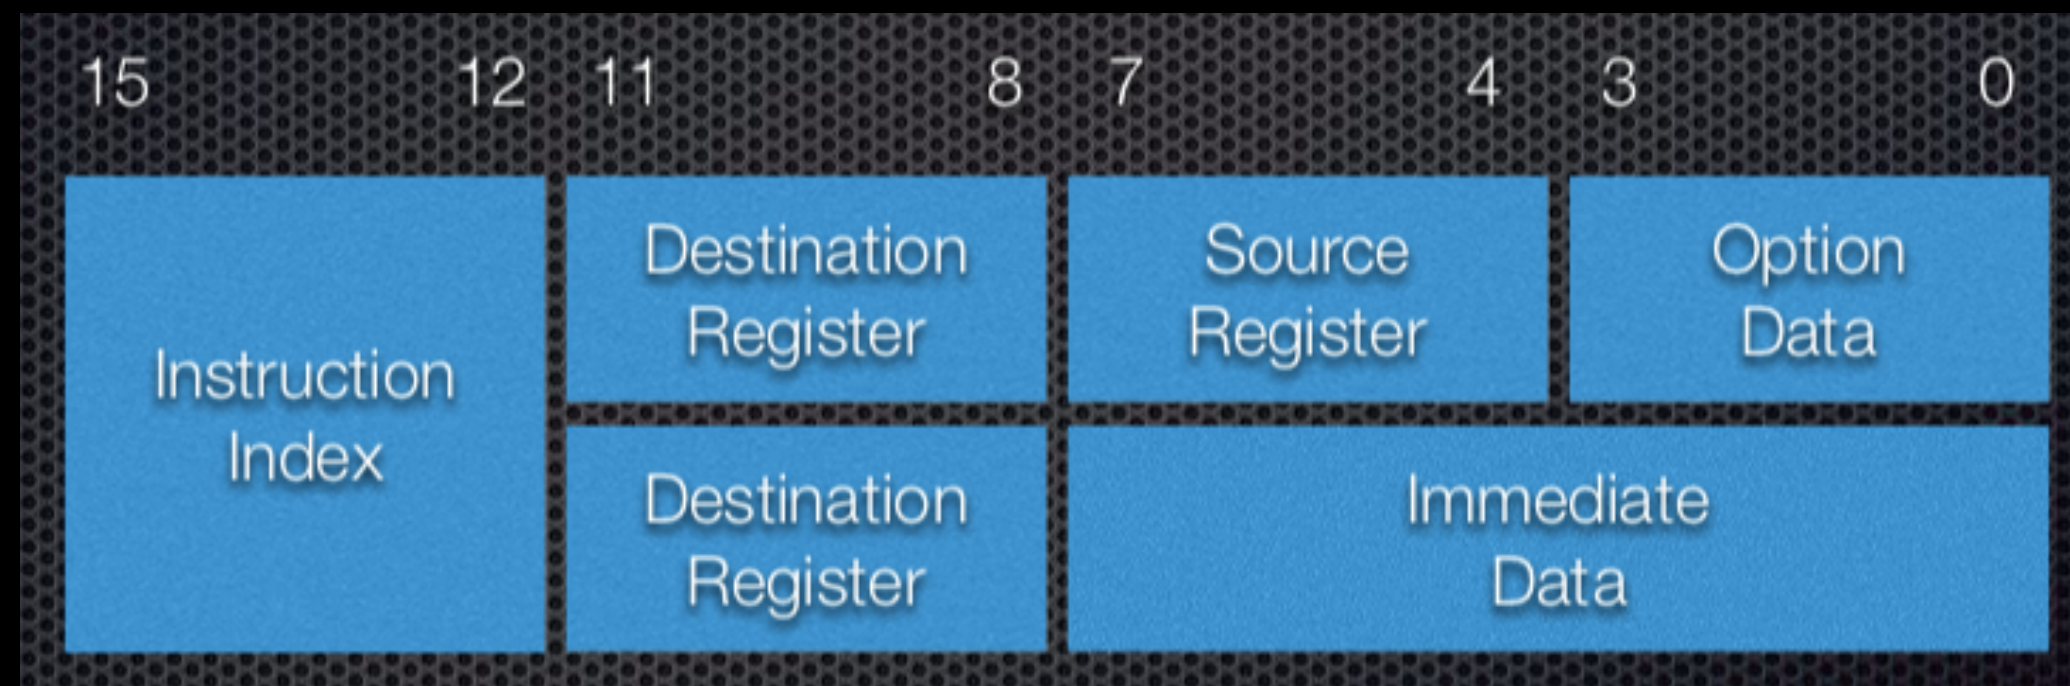 15 12 11 8 7 4 3 0
Instruction
Index
Destination
Register
Source
Register
Option
Data
Destination
Register
Immediate
Data